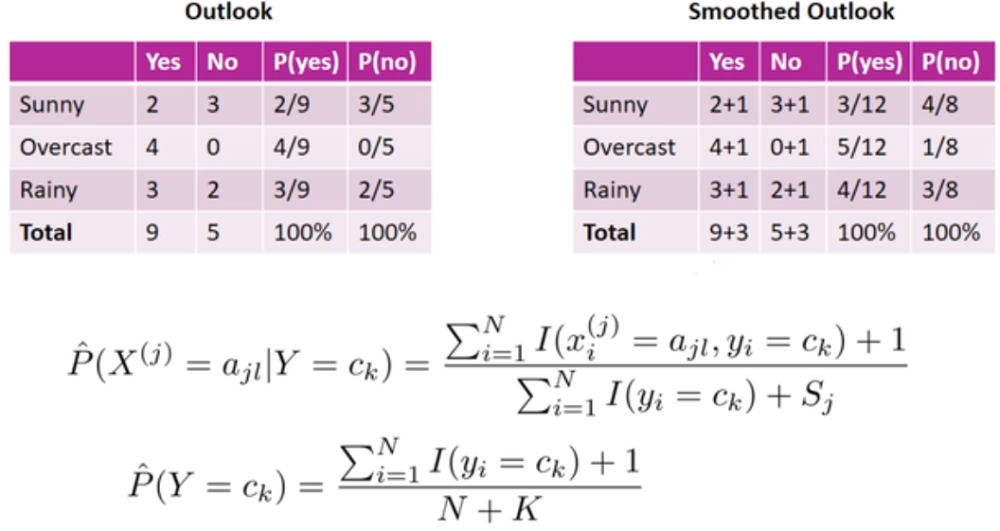 Outlook
Yes No P(yes) P(no)
Sunny 2 3 2/9 3/5
Overcast 4 0 4/9 0/5
Rainy 3 2 3/9 2/5
Total 9 5 100% 100%
Smoothed Outlook
Yes No P(yes) P(no)
Sunny 2+1 3+1 3/12 4/8
Overcast 4+1 0+1 5/12 1/8
Rainy 3+1 2+1 4/12 3/8
Total 9+3 5+3 100% 100%
\hat{P}(X^{(j)} = a_{jl}|Y = c_k) = \frac{\sum_{i=1}^{N} I(x_i^{(j)} = a_{jl}, y_i = c_k) + 1}{\sum_{i=1}^{N} I(y_i = c_k) + S_j}
\hat{P}(Y = c_k) = \frac{\sum_{i=1}^{N} I(y_i = c_k) + 1}{N + K}